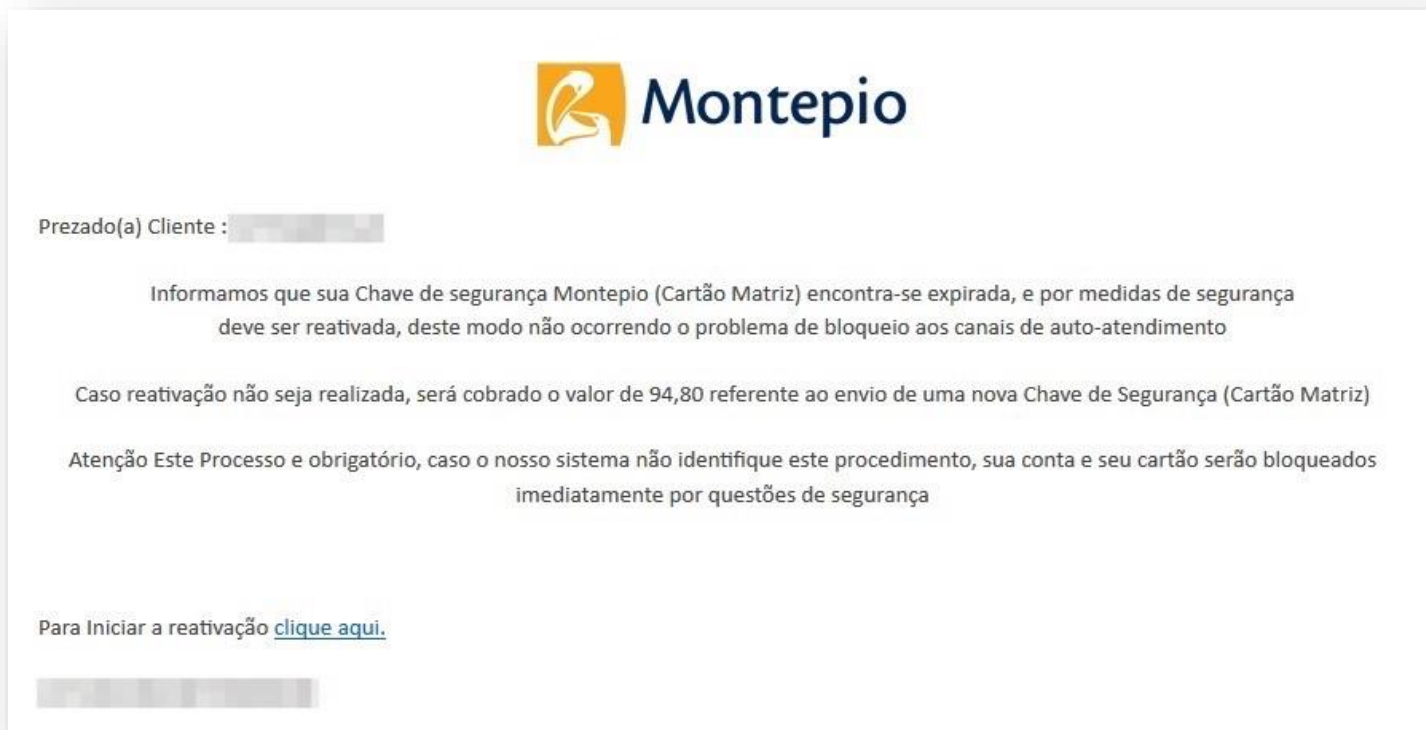 Montepio
Prezado(a) Cliente :
Informamos que sua Chave de segurança Montepio (Cartão Matriz) encontra-se expirada, e por medidas de segurança
deve ser reativada, deste modo não ocorrendo o problema de bloqueio aos canais de auto-atendimento
Caso reativação não seja realizada, será cobrado o valor de 94,80 referente ao envio de uma nova Chave de Segurança (Cartão Matriz)
Atenção Este Processo e obrigatório, caso o nosso sistema não identifique este procedimento, sua conta e seu cartão serão bloqueados
imediatamente por questões de segurança
Para Iniciar a reativação clique aqui.